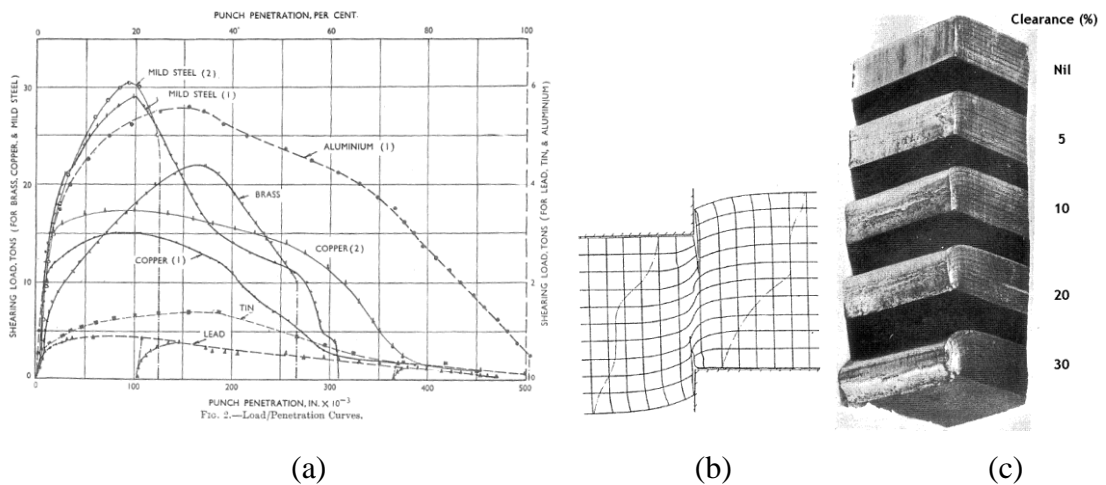 PUNCH PENETRATION, PER CENT.
0 20 40 60 80 100
SHEARING LOAD, TONS (FOR BRASS, COPPER, & MILD STEEL)
30
20
10
0
MILD STEEL (2)
MILD STEEL (1)
ALUMINIUM (1)
BRASS
COPPER (2)
COPPER (1)
TIN
LEAD
6
4
2
0
SHEARING LOAD, TONS (FOR LEAD, TIN, & ALUMINIUM)
0 100 200 300 400 500
PUNCH PENETRATION, IN. × 10⁻³
FIG. 2.—Load/Penetration Curves.
Clearance (%)
Nil
5
10
20
30
(a) (b) (c)